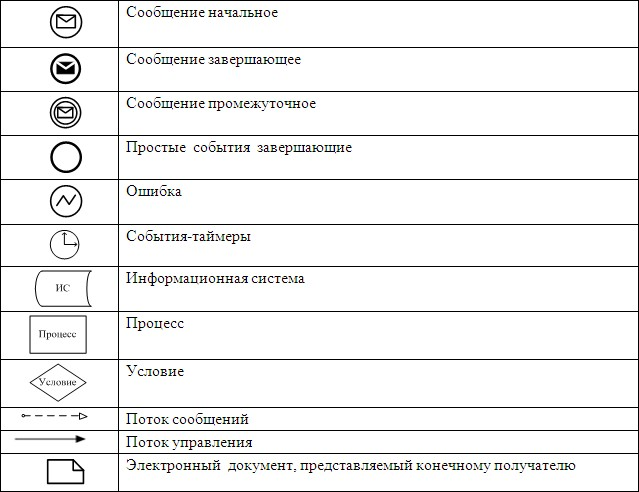 Сообщение начальное
Сообщение завершающее
Сообщение промежуточное
Простые события завершающие
Ошибка
События-таймеры
ИС
Информационная система
Процесс
Процесс
Условие
Условие
Поток сообщений
Поток управления
Электронный документ, представляемый конечному получателю